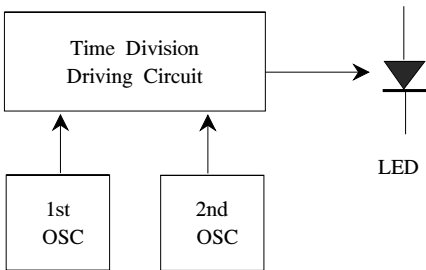 Time Division
Driving Circuit
LED
1st
OSC
2nd
OSC